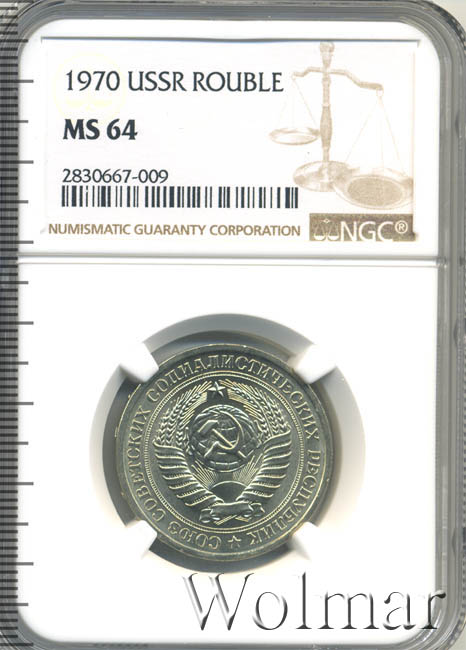 1970 USSR ROUBLE
MS 64
2830667-009
NUMISMATIC GUARANTY CORPORATION
NGC®
СОЮЗ СОВЕТСКИХ СОЦИАЛИСТИЧЕСКИХ РЕСПУБЛИК
Wolmar